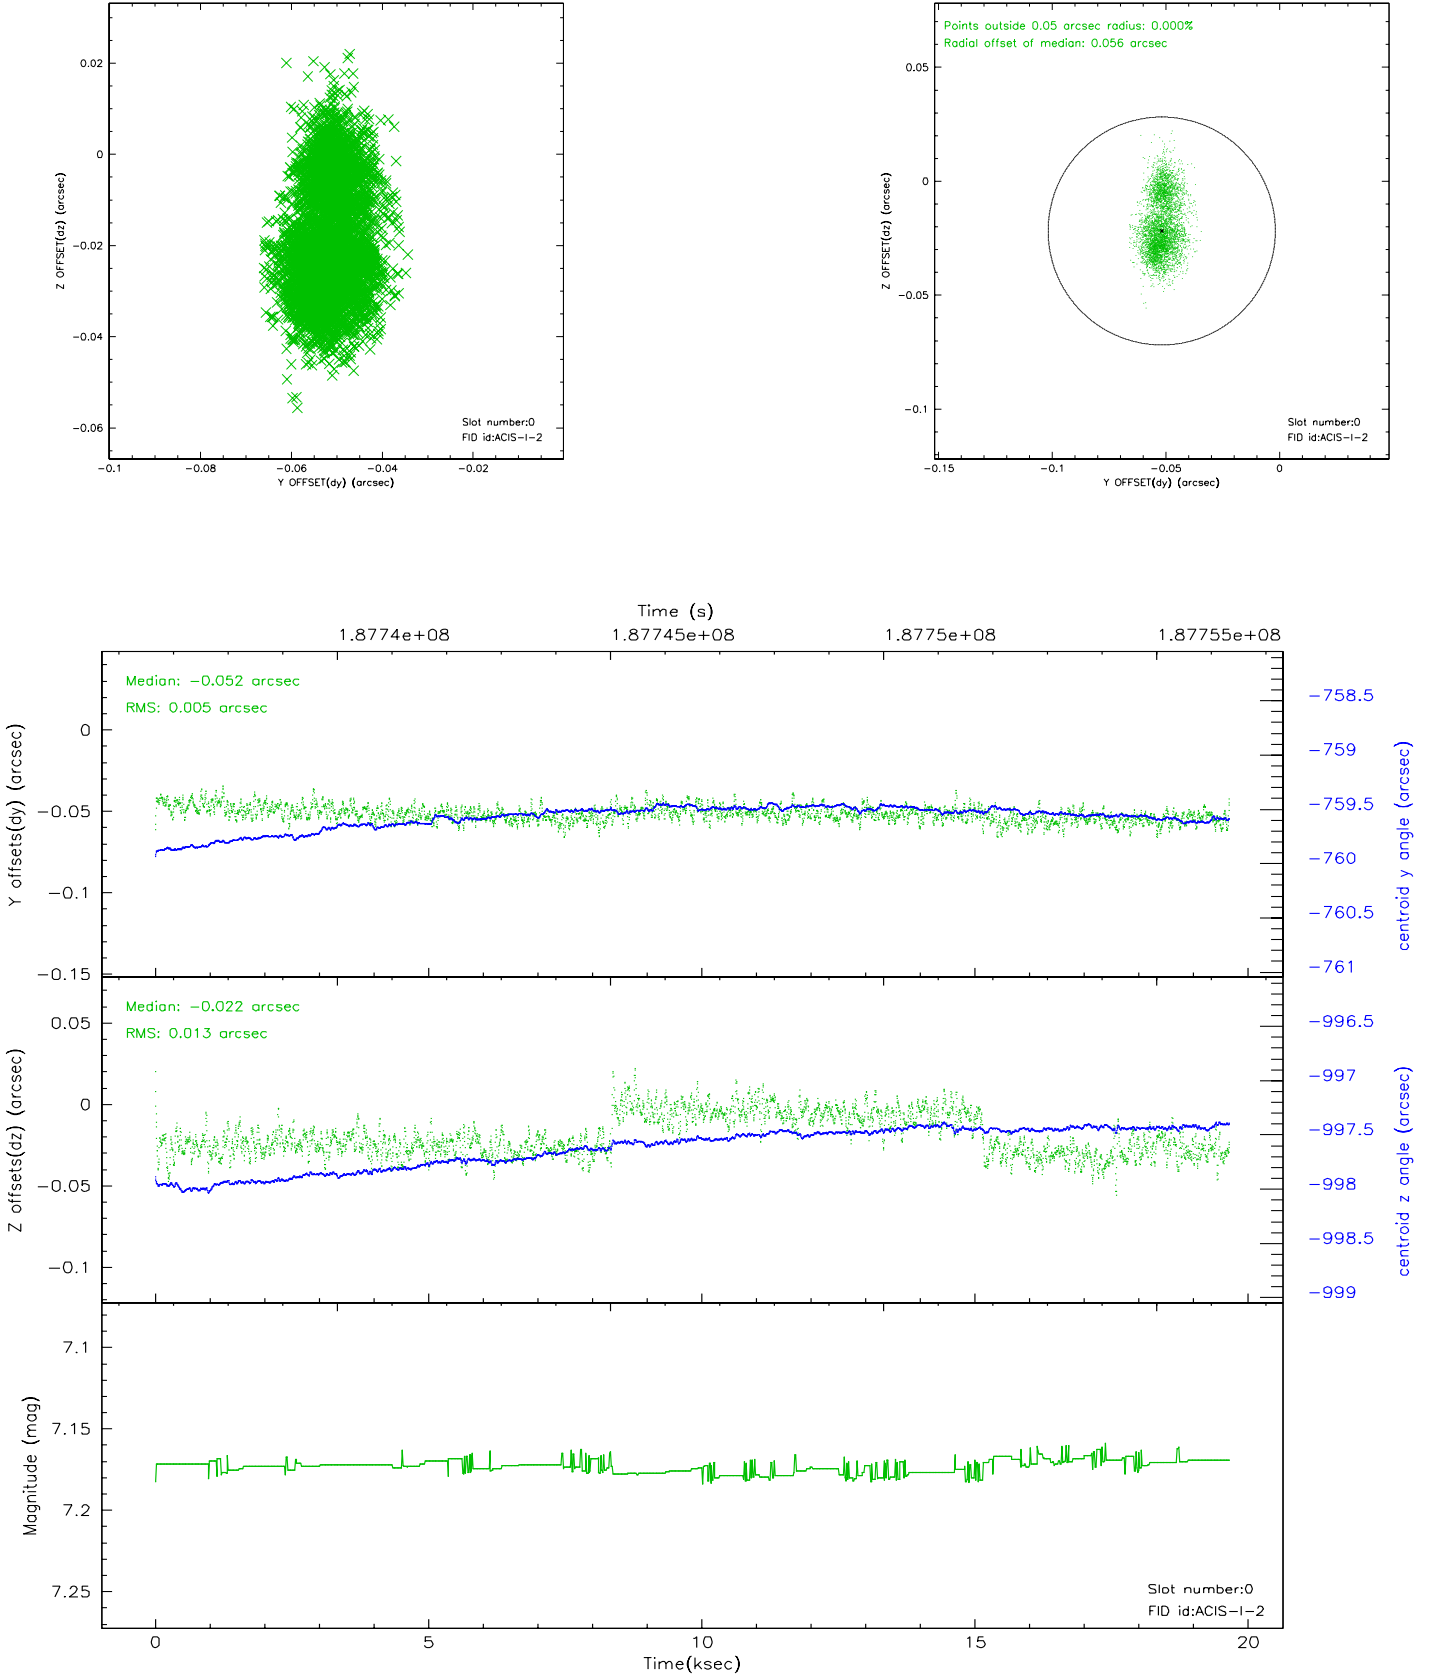 0.02
0
-0.02
-0.04
-0.06
Z OFFSET(dz) (arcsec)
-0.1
-0.08
-0.06
-0.04
-0.02
Y OFFSET(dy) (arcsec)
Slot number:0
FID id:ACIS-I-2
Points outside 0.05 arcsec radius: 0.000%
Radial offset of median: 0.056 arcsec
0.05
0
-0.05
-0.1
Z OFFSET(dz) (arcsec)
-0.15
-0.1
-0.05
0
Y OFFSET(dy) (arcsec)
Slot number:0
FID id:ACIS-I-2
Time (s)
1.8774e+08
1.87745e+08
1.8775e+08
1.87755e+08
Median: -0.052 arcsec
RMS: 0.005 arcsec
0
-0.05
-0.1
-0.15
Y offsets(dy) (arcsec)
-758.5
-759
-759.5
-760
-760.5
-761
centroid y angle (arcsec)
Median: -0.022 arcsec
RMS: 0.013 arcsec
0.05
0
-0.05
-0.1
Z offsets(dz) (arcsec)
-996.5
-997
-997.5
-998
-998.5
-999
centroid z angle (arcsec)
7.1
7.15
7.2
7.25
Magnitude (mag)
Slot number:0
FID id:ACIS-I-2
0
5
10
15
20
Time(ksec)